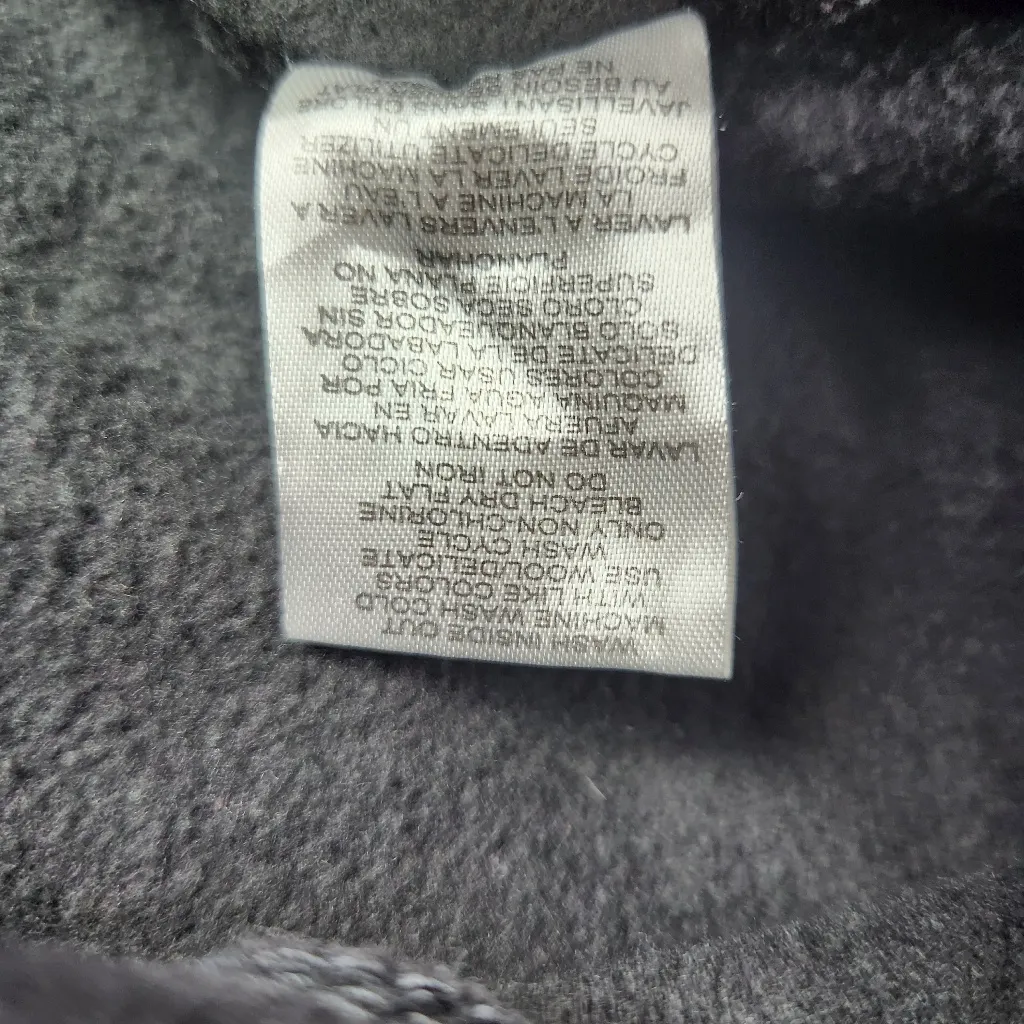 WASH INSIDE OUT
MACHINE WASH COLD
WITH LIKE COLORS
USE WOOL/DELICATE
WASH CYCLE
ONLY NON-CHLORINE
BLEACH DRY FLAT
DO NOT IRON
LAVAR DE ADENTRO HACIA
AFUERA LAVAR EN
MAQUINA AGUA FRIA POR
COLORES USAR CICLO
DELICATE DE LA LABADORA
SOLO BLANQUEADOR SIN
CLORO SECA SOBRE
SUPERFICIE PLANA NO
PLANCHAR
LAVER A L'ENVERS LAVER A
LA MACHINE A L'EAU
FROIDE LAVER LA MACHINE
CYCLE DELICATE UTILIZER
SEULEMENT UN
JAVELLISANT SANS CHLORE
AU BESOIN
NE PAS